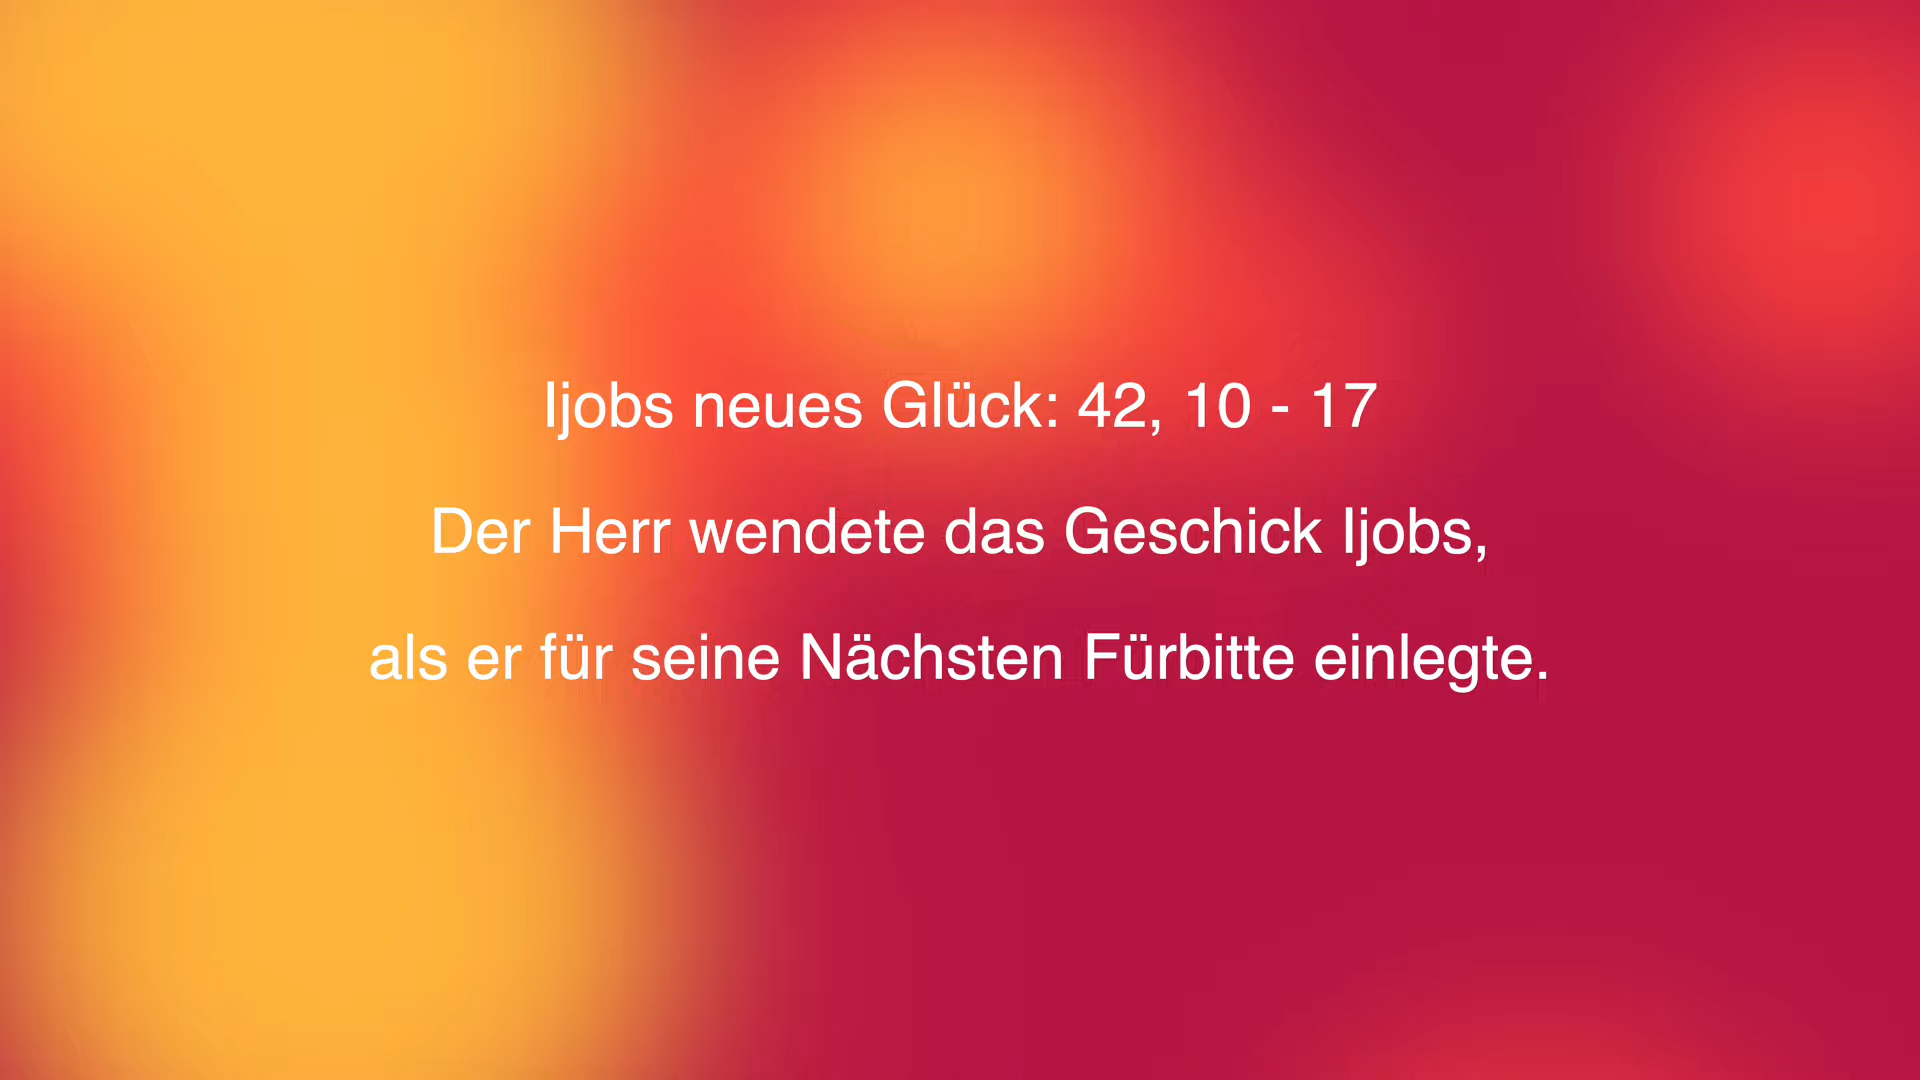 Ijobs neues Glück: 42, 10 - 17
Der Herr wendete das Geschick Ijobs,
als er für seine Nächsten Fürbitte einlegte.